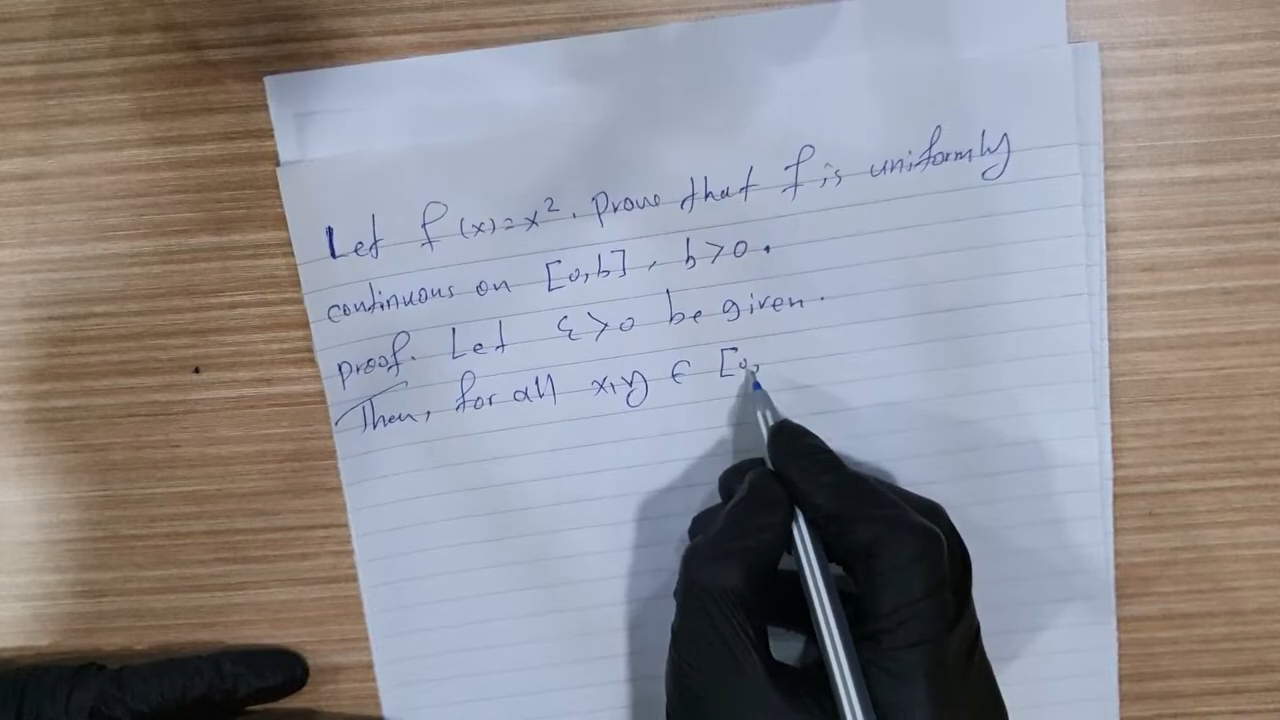 Let f(x)=x². Prove that f is uniformly
continuous on [0,b], b>0.
proof. Let ε>0 be given.
Then, for all x,y ∈ [0,